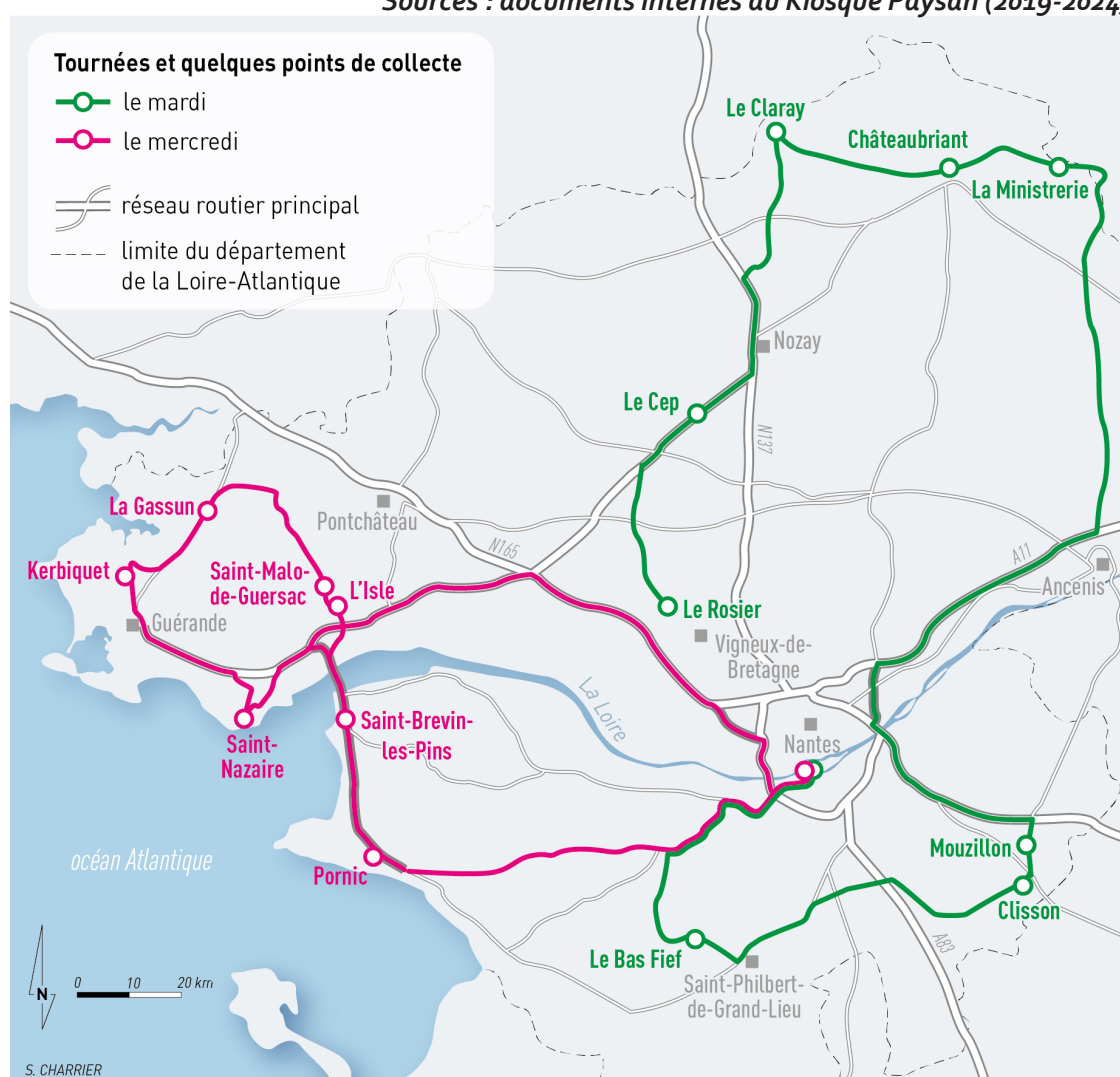 Sources : documents internes du Kiosque Paysan (2019-2024)
Tournées et quelques points de collecte
le mardi
le mercredi
réseau routier principal
limite du département
de la Loire-Atlantique
Le Claray
Châteaubriant
La Ministrerie
Nozay
Le Cep
N137
La Gassun
Pontchâteau
N165
A11
Kerbiquet
Saint-Malo-
de-Guersac
L'Isle
Ancenis
Guérande
Le Rosier
Vigneux-de-
Bretagne
La Loire
Saint-Brevin-
les-Pins
Saint-
Nazaire
Nantes
océan Atlantique
Pornic
Mouzillon
Clisson
A83
Le Bas Fief
Saint-Philbert-
de-Grand-Lieu
N
0 10 20 km
S. CHARRIER